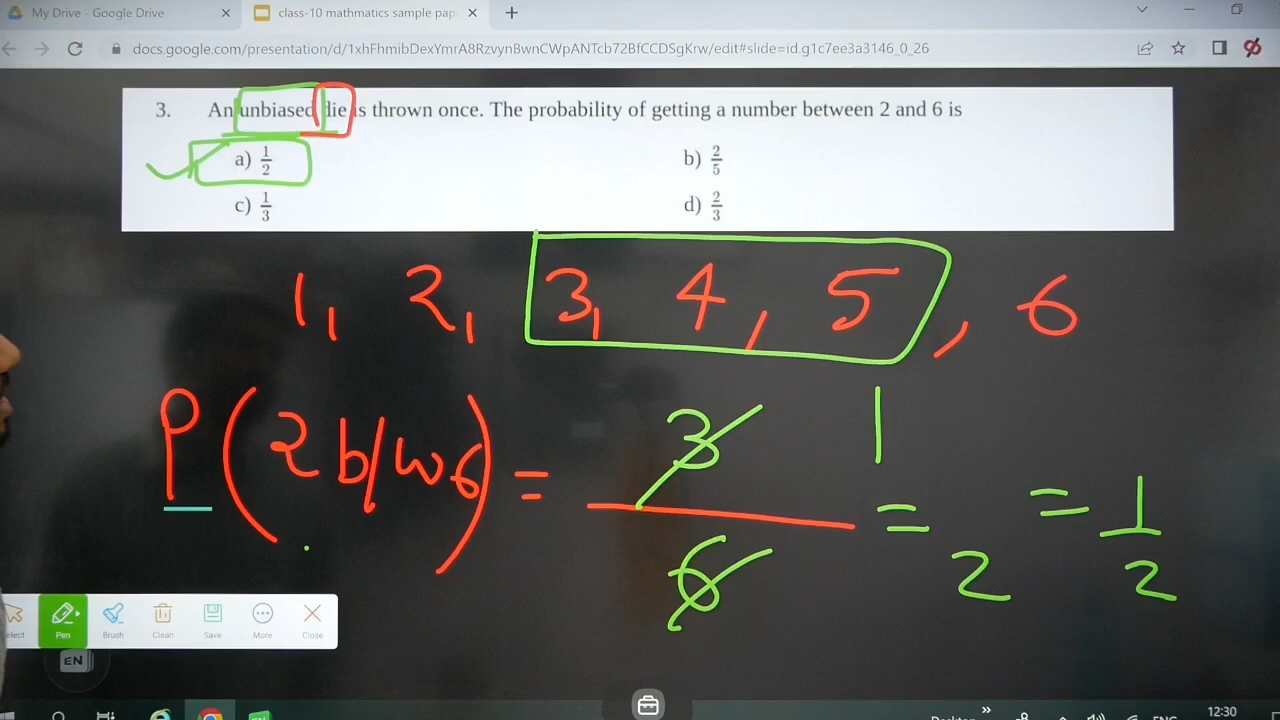 My Drive - Google Drive
class-10 mathmatics sample pap
docs.google.com/presentation/d/1xhFhmibDexYmrA8RzvynBwnCWpANTcb72BfCCDSgKrw/edit#slide=id.g1c7ee3a3146_0_26
3. An unbiased die is thrown once. The probability of getting a number between 2 and 6 is
a) 1/2 b) 2/5
c) 1/3 d) 2/3
1, 2, 3, 4, 5, 6
P(2 b/w 6) = 3/6 = 1/2 = 1/2
elect Pen Brush Clean Save More Close
EN
12:30
Desktop ENG